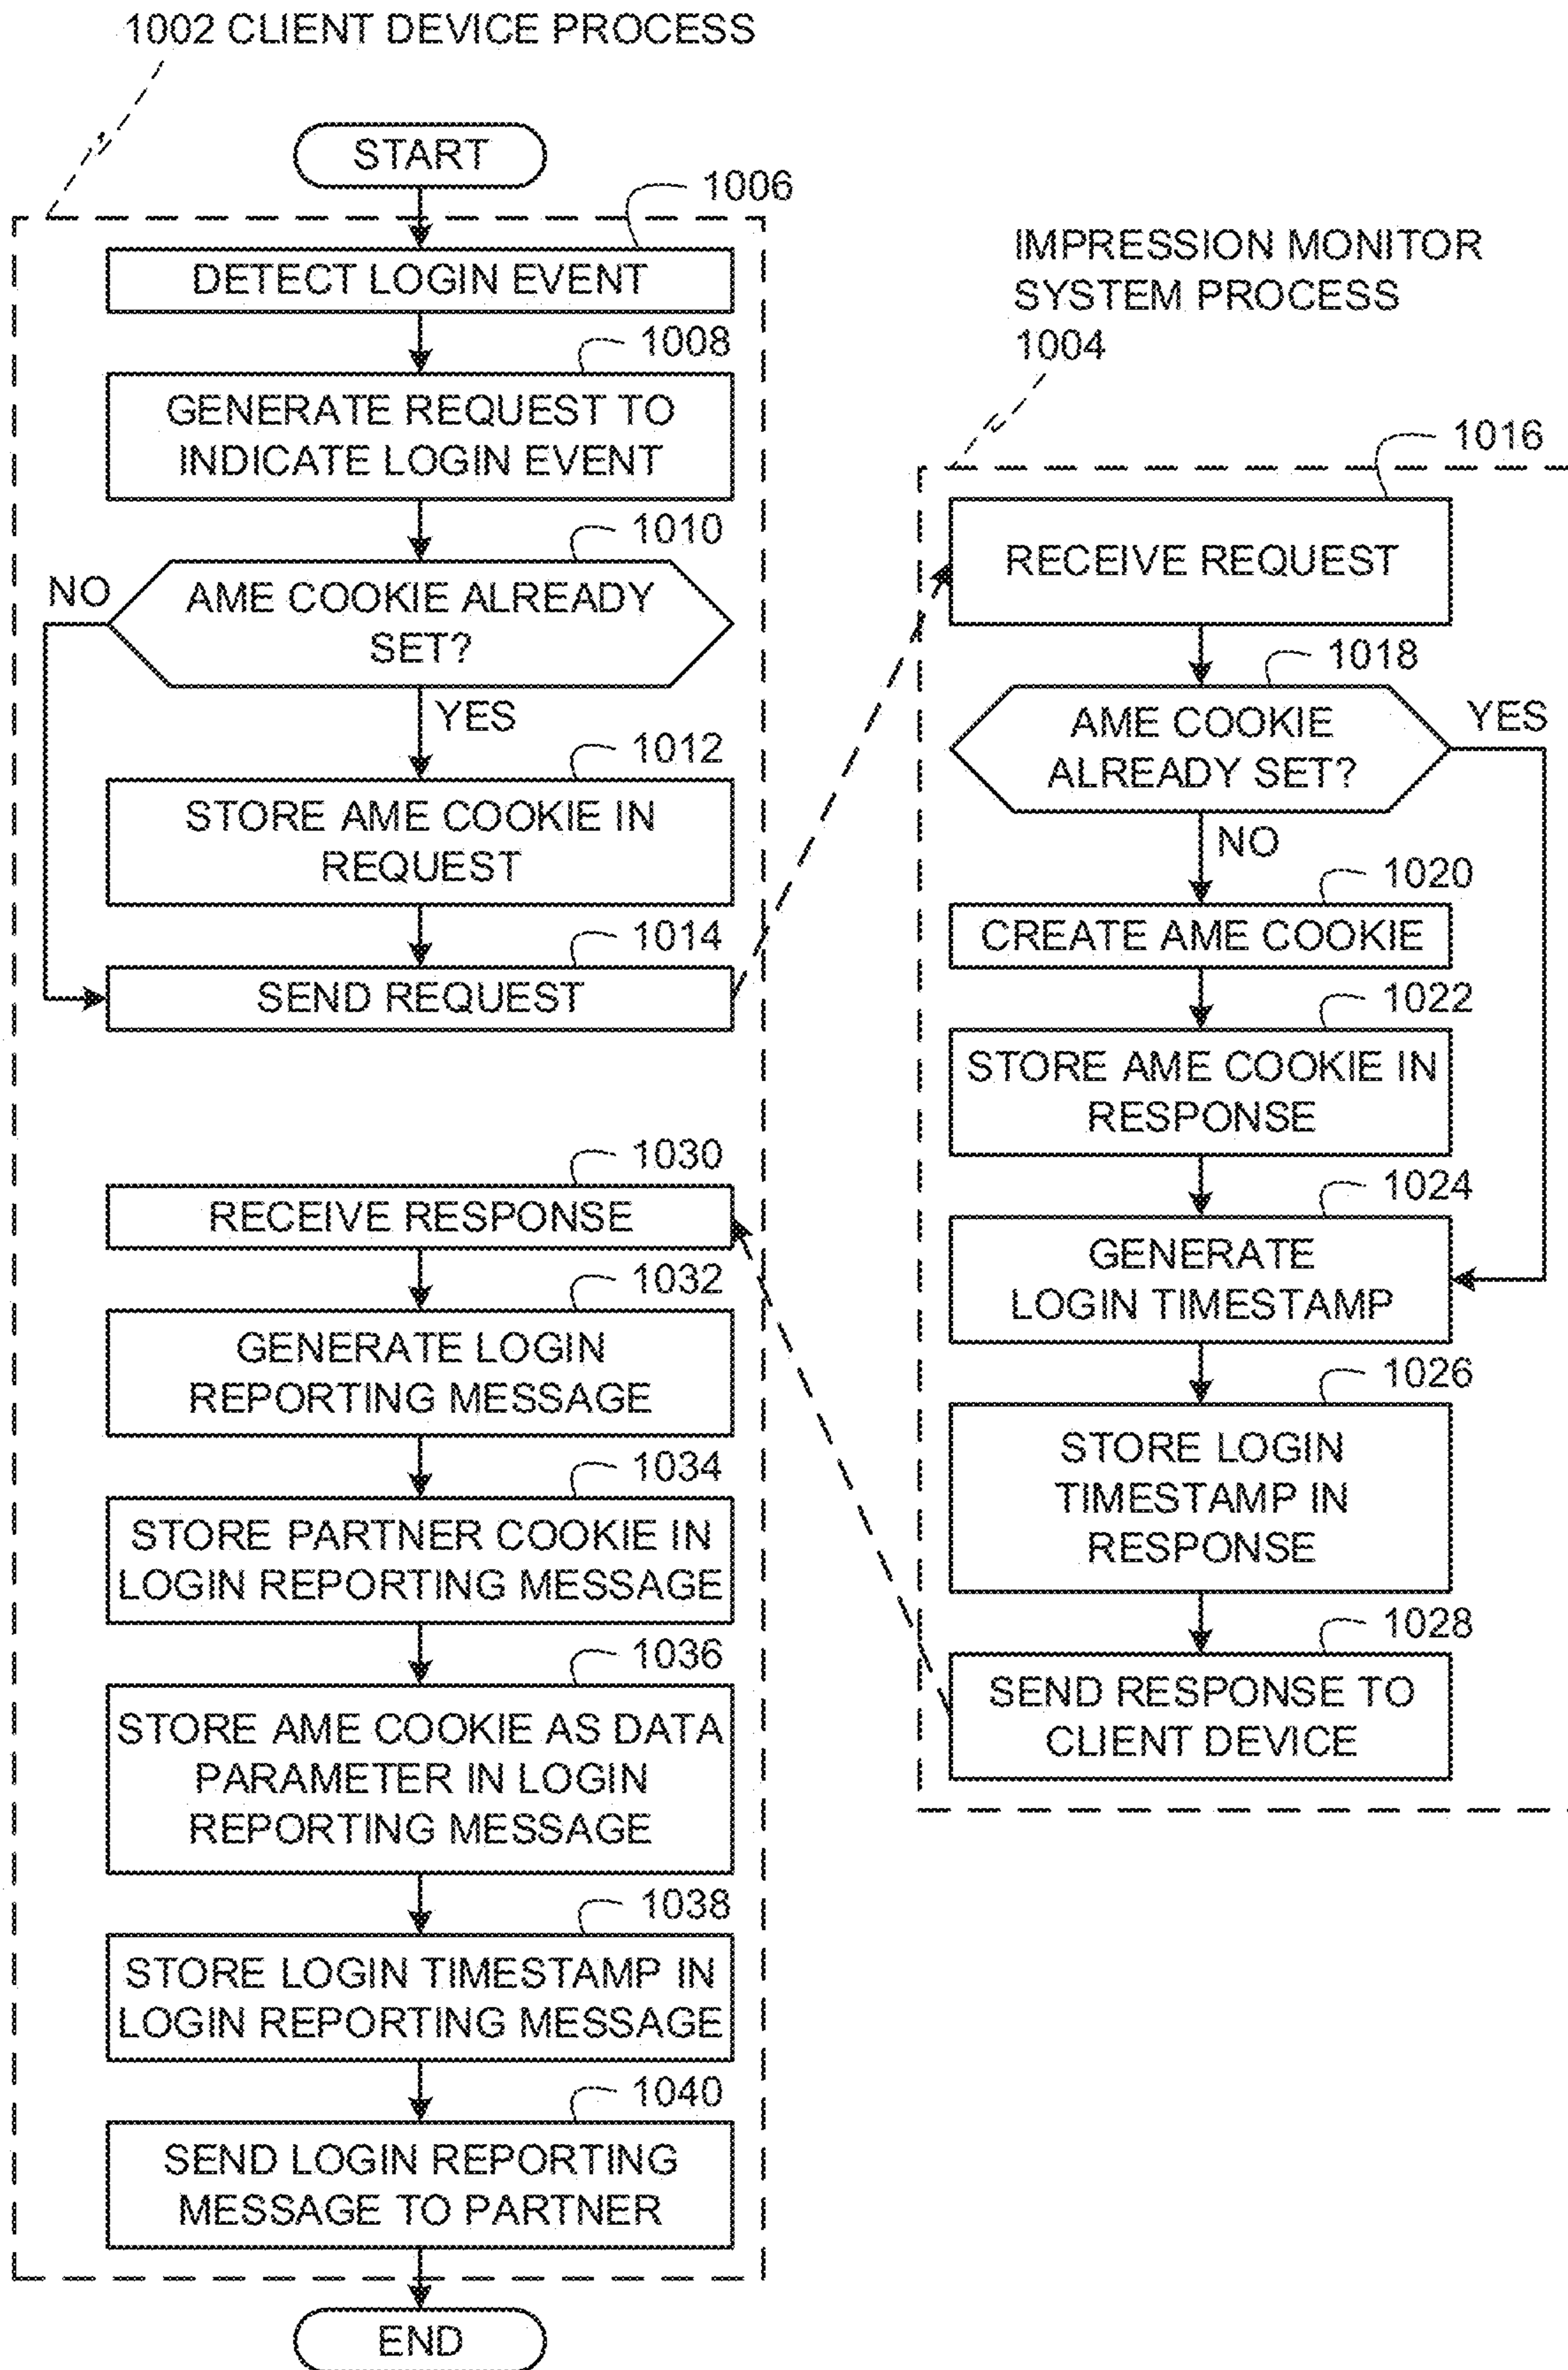 1002 CLIENT DEVICE PROCESS
START
1006
DETECT LOGIN EVENT
1008
GENERATE REQUEST TO
INDICATE LOGIN EVENT
1010
NO
AME COOKIE ALREADY
SET?
YES
1012
STORE AME COOKIE IN
REQUEST
1014
SEND REQUEST
IMPRESSION MONITOR
SYSTEM PROCESS
1004
1016
RECEIVE REQUEST
1018
AME COOKIE
ALREADY SET?
YES
NO
1020
CREATE AME COOKIE
1022
STORE AME COOKIE IN
RESPONSE
1024
GENERATE
LOGIN TIMESTAMP
1026
STORE LOGIN
TIMESTAMP IN
RESPONSE
1028
SEND RESPONSE TO
CLIENT DEVICE
1030
RECEIVE RESPONSE
1032
GENERATE LOGIN
REPORTING MESSAGE
1034
STORE PARTNER COOKIE IN
LOGIN REPORTING MESSAGE
1036
STORE AME COOKIE AS DATA
PARAMETER IN LOGIN
REPORTING MESSAGE
1038
STORE LOGIN TIMESTAMP IN
LOGIN REPORTING MESSAGE
1040
SEND LOGIN REPORTING
MESSAGE TO PARTNER
END